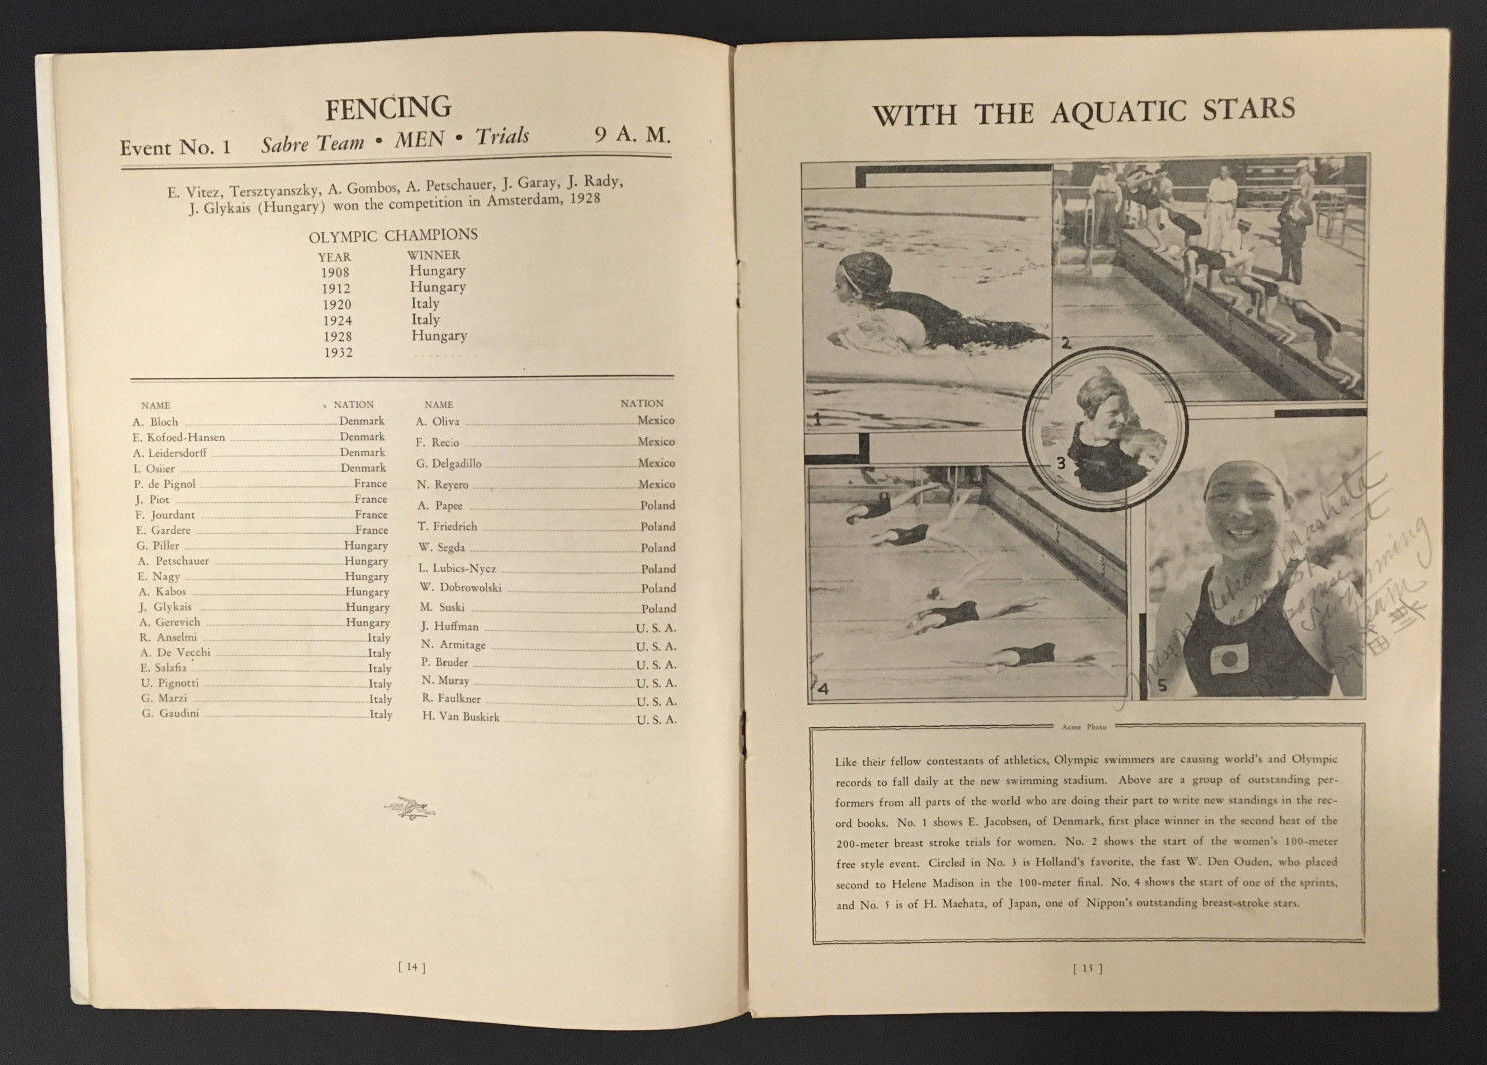 FENCING
Event No. 1 Sabre Team • MEN • Trials 9 A. M.
E. Vitez, Tersztyanszky, A. Gombos, A. Petschauer, J. Garay, J. Rady,
J. Glykais (Hungary) won the competition in Amsterdam, 1928
OLYMPIC CHAMPIONS
YEAR WINNER
1908 Hungary
1912 Hungary
1920 Italy
1924 Italy
1928 Hungary
1932
NAME NATION
A. Bloch Denmark
E. Kofoed-Hansen Denmark
A. Leidersdorff Denmark
I. Osiier Denmark
P. de Pignol France
J. Piot France
F. Jourdant France
E. Gardere France
G. Piller Hungary
A. Petschauer Hungary
E. Nagy Hungary
A. Kabos Hungary
J. Glykais Hungary
A. Gerevich Hungary
R. Anselmi Italy
A. De Vecchi Italy
E. Salafia Italy
U. Pignotti Italy
G. Marzi Italy
G. Gaudini Italy
NAME NATION
A. Oliva Mexico
F. Recio Mexico
G. Delgadillo Mexico
N. Reyero Mexico
A. Papee Poland
T. Friedrich Poland
W. Segda Poland
L. Lubics-Nycz Poland
W. Dobrowolski Poland
M. Suski Poland
J. Huffman U. S. A.
N. Armitage U. S. A.
P. Bruder U. S. A.
N. Muray U. S. A.
R. Faulkner U. S. A.
H. Van Buskirk U. S. A.
[ 14 ]
WITH THE AQUATIC STARS
1
2
3
4
5
swimming
team
Acme Photo
Like their fellow contestants of athletics, Olympic swimmers are causing world's and Olympic
records to fall daily at the new swimming stadium. Above are a group of outstanding per-
formers from all parts of the world who are doing their part to write new standings in the rec-
ord books. No. 1 shows E. Jacobsen, of Denmark, first place winner in the second heat of the
200-meter breast stroke trials for women. No. 2 shows the start of the women's 100-meter
free style event. Circled in No. 3 is Holland's favorite, the fast W. Den Ouden, who placed
second to Helene Madison in the 100-meter final. No. 4 shows the start of one of the sprints,
and No. 5 is of H. Maehata, of Japan, one of Nippon's outstanding breast-stroke stars.
[ 15 ]